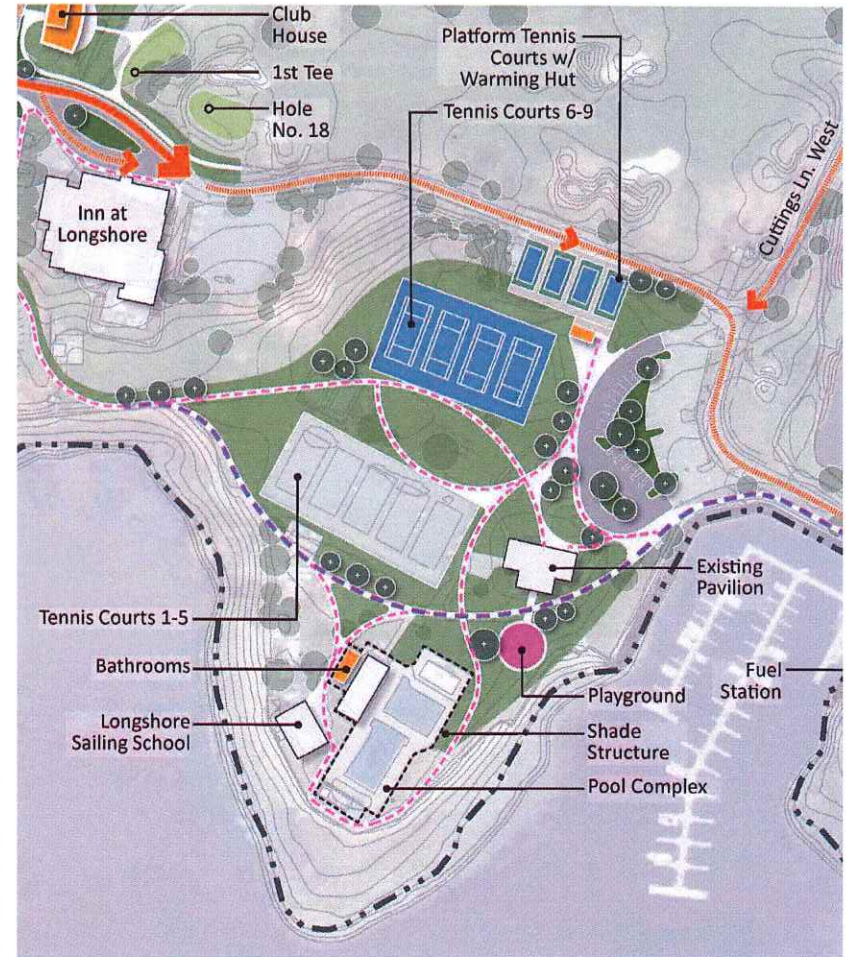 Club
House
1st Tee
Hole
No. 18
Platform Tennis
Courts w/
Warming Hut
Tennis Courts 6-9
Cuttings Ln. West
Inn at
Longshore
Existing
Pavilion
Tennis Courts 1-5
Bathrooms
Longshore
Sailing School
Playground
Fuel
Station
Shade
Structure
Pool Complex